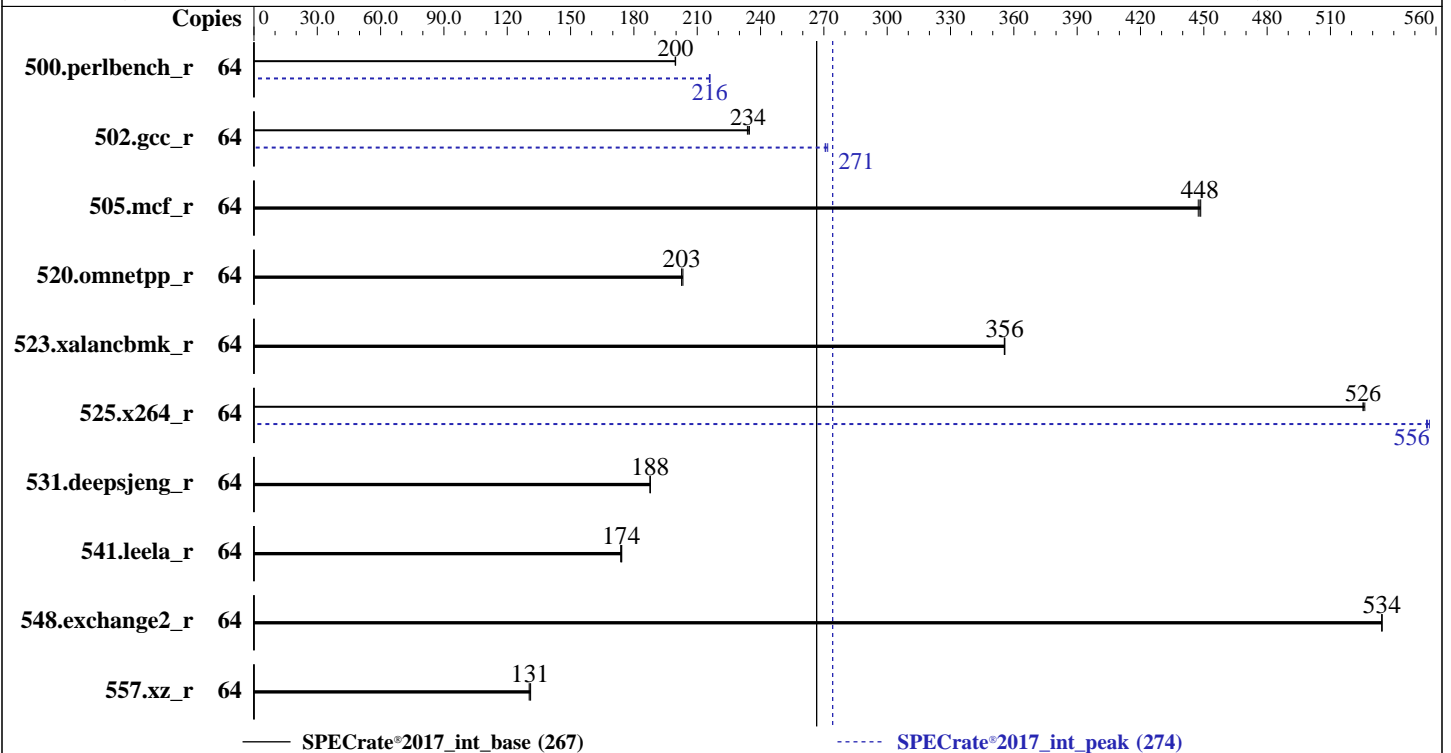 Copies 0 30.0 60.0 90.0 120 150 180 210 240 270 300 330 360 390 420 450 480 510 560
200
500.perlbench_r 64
216
234
502.gcc_r 64
271
448
505.mcf_r 64
203
520.omnetpp_r 64
356
523.xalancbmk_r 64
526
525.x264_r 64
556
188
531.deepsjeng_r 64
174
541.leela_r 64
534
548.exchange2_r 64
131
557.xz_r 64
SPECrate®2017_int_base (267) SPECrate®2017_int_peak (274)